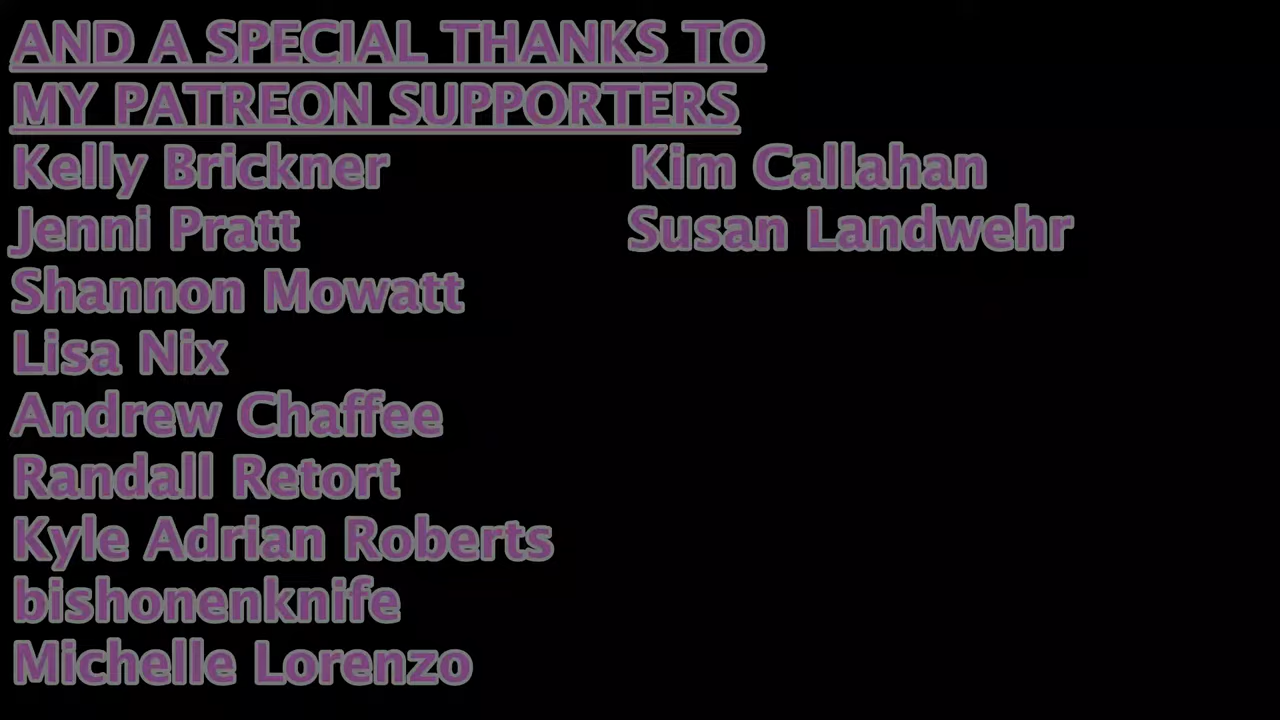 AND A SPECIAL THANKS TO
MY PATREON SUPPORTERS
Kelly Brickner
Jenni Pratt
Shannon Mowatt
Lisa Nix
Andrew Chaffee
Randall Retort
Kyle Adrian Roberts
bishonenknife
Michelle Lorenzo
Kim Callahan
Susan Landwehr